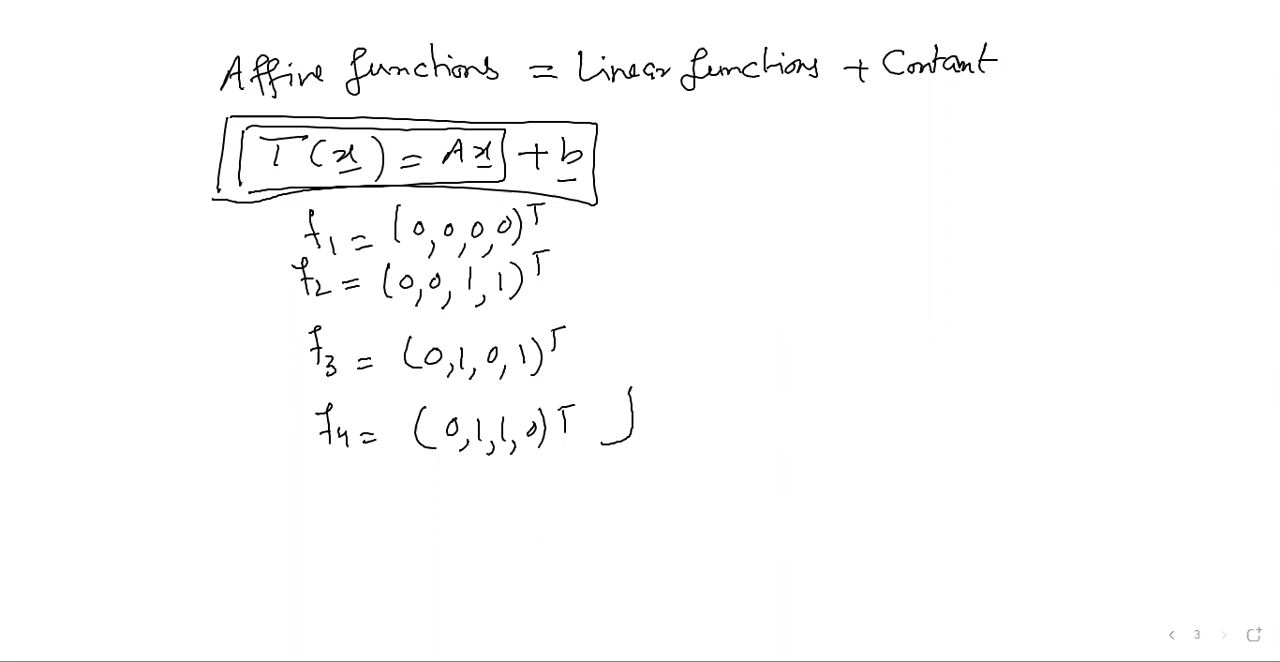 Affine functions = Linear functions + Contant
T(x) = Ax + b
f1 = (0,0,0,0)^T
f2 = (0,0,1,1)^T
f3 = (0,1,0,1)^T
f4 = (0,1,1,0)^T
< 3 >